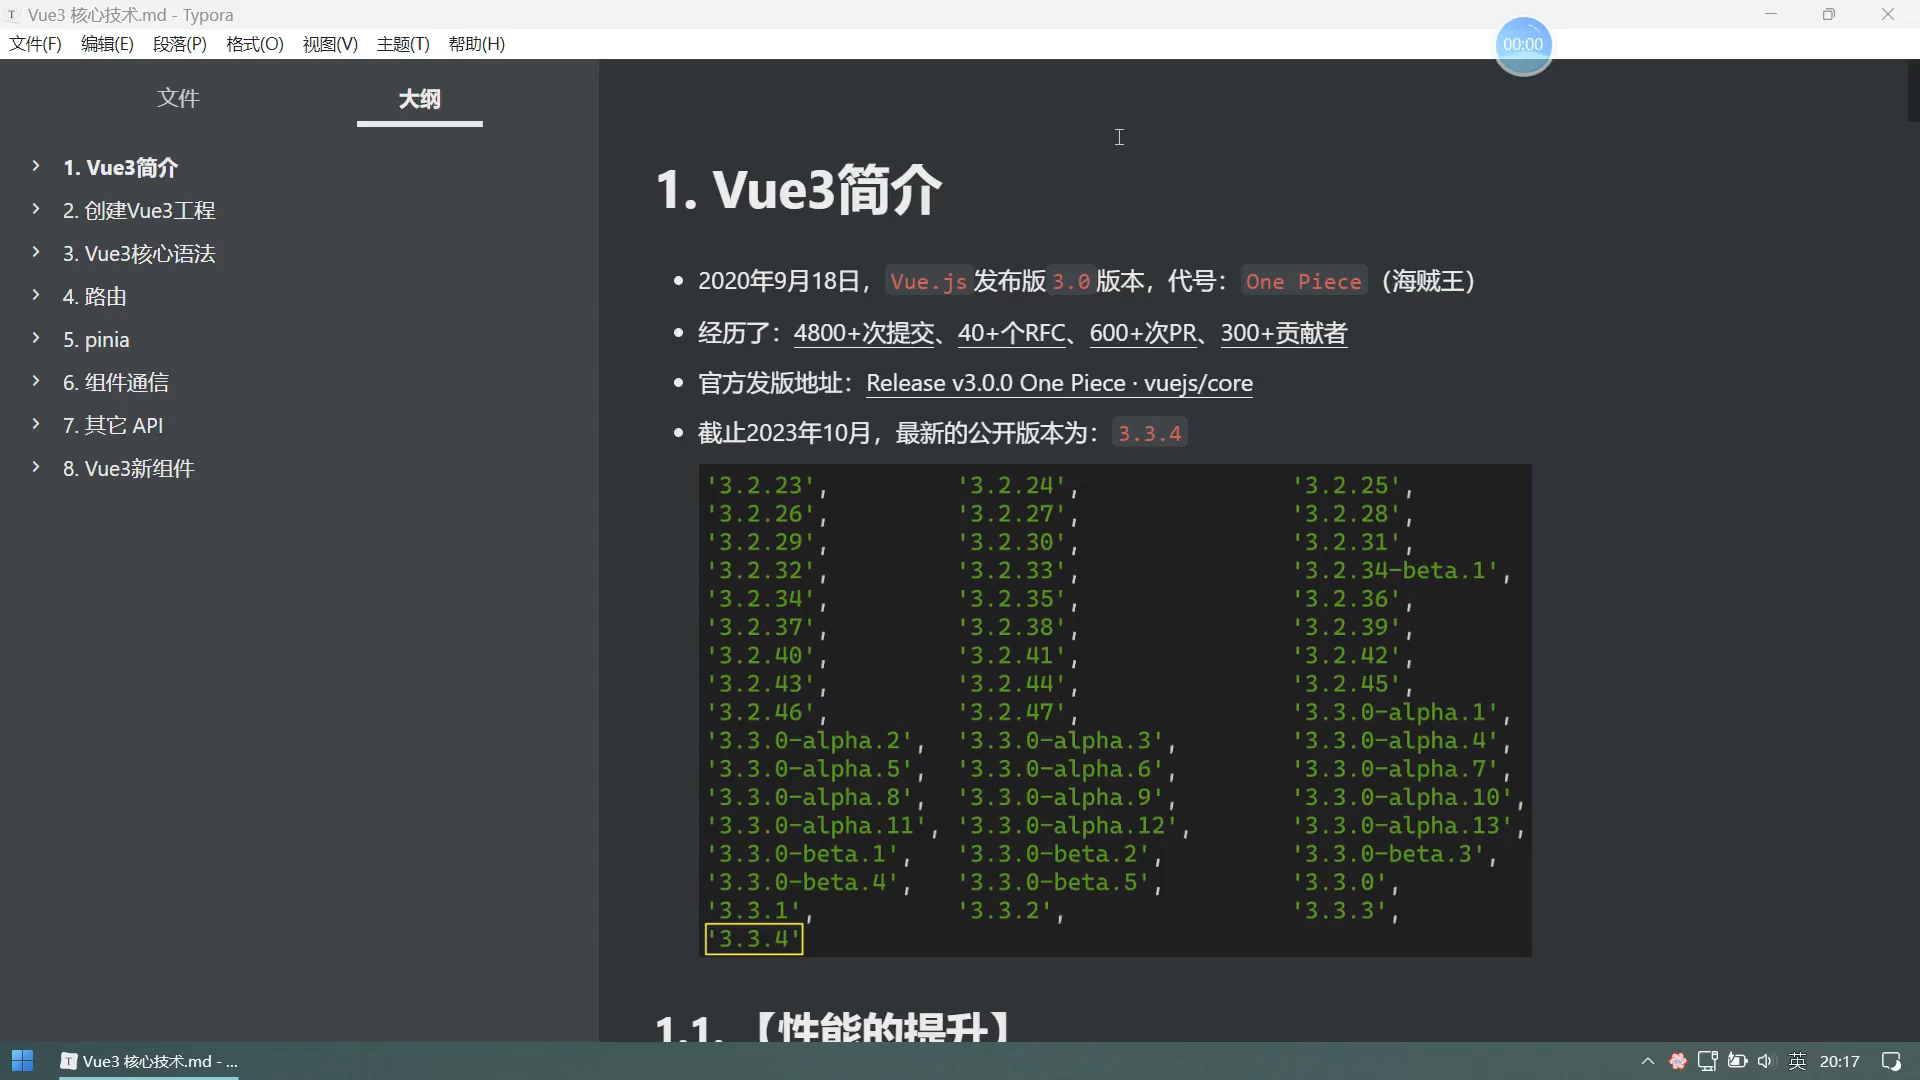 Vue3 核心技术.md - Typora
文件(F) 编辑(E) 段落(P) 格式(O) 视图(V) 主题(T) 帮助(H)
00:00
文件 大纲
1. Vue3简介
2. 创建Vue3工程
3. Vue3核心语法
4. 路由
5. pinia
6. 组件通信
7. 其它 API
8. Vue3新组件
1. Vue3简介
2020年9月18日，Vue.js发布版3.0版本，代号：One Piece（海贼王）
经历了：4800+次提交、40+个RFC、600+次PR、300+贡献者
官方发版地址：Release v3.0.0 One Piece · vuejs/core
截止2023年10月，最新的公开版本为：3.3.4
'3.2.23', '3.2.24', '3.2.25',
'3.2.26', '3.2.27', '3.2.28',
'3.2.29', '3.2.30', '3.2.31',
'3.2.32', '3.2.33', '3.2.34-beta.1',
'3.2.34', '3.2.35', '3.2.36',
'3.2.37', '3.2.38', '3.2.39',
'3.2.40', '3.2.41', '3.2.42',
'3.2.43', '3.2.44', '3.2.45',
'3.2.46', '3.2.47', '3.3.0-alpha.1',
'3.3.0-alpha.2', '3.3.0-alpha.3', '3.3.0-alpha.4',
'3.3.0-alpha.5', '3.3.0-alpha.6', '3.3.0-alpha.7',
'3.3.0-alpha.8', '3.3.0-alpha.9', '3.3.0-alpha.10',
'3.3.0-alpha.11', '3.3.0-alpha.12', '3.3.0-alpha.13',
'3.3.0-beta.1', '3.3.0-beta.2', '3.3.0-beta.3',
'3.3.0-beta.4', '3.3.0-beta.5', '3.3.0',
'3.3.1', '3.3.2', '3.3.3',
'3.3.4'
1.1. 【性能的提升】
T Vue3 核心技术.md - ...
英 20:17